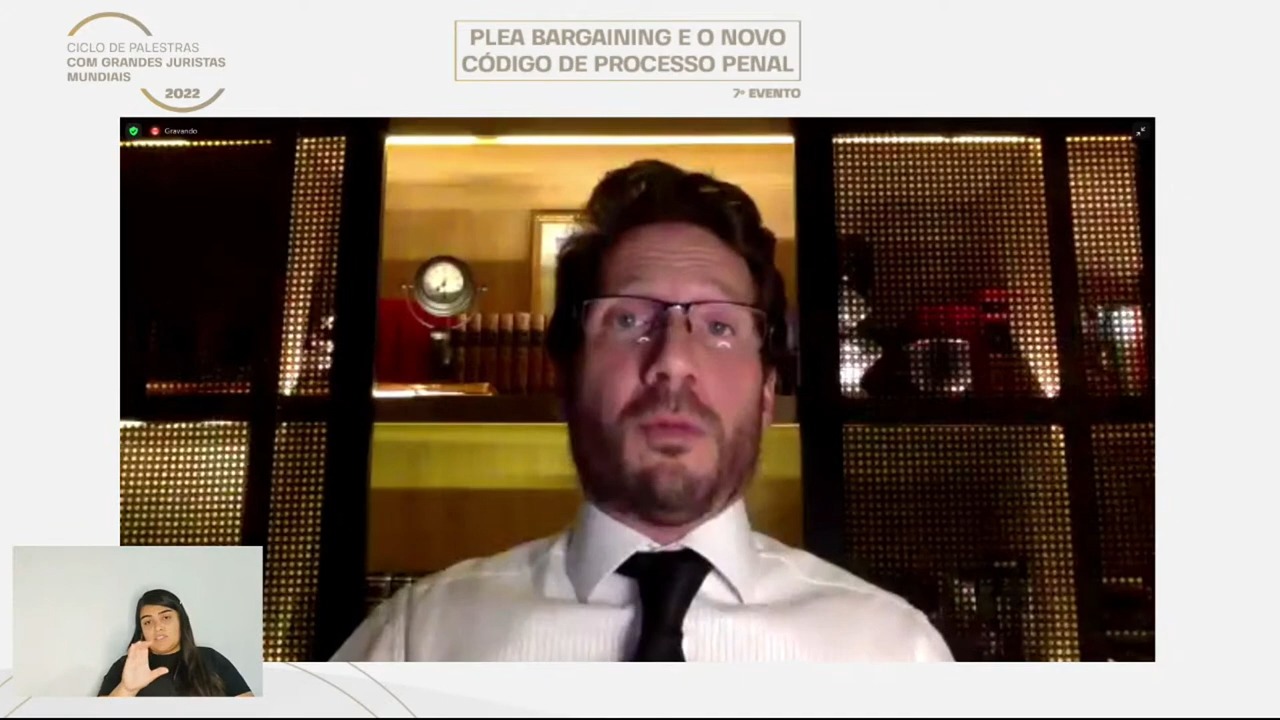 CICLO DE PALESTRAS
COM GRANDES JURISTAS
MUNDIAIS
2022
PLEA BARGAINING E O NOVO
CÓDIGO DE PROCESSO PENAL
7º EVENTO
Gravando